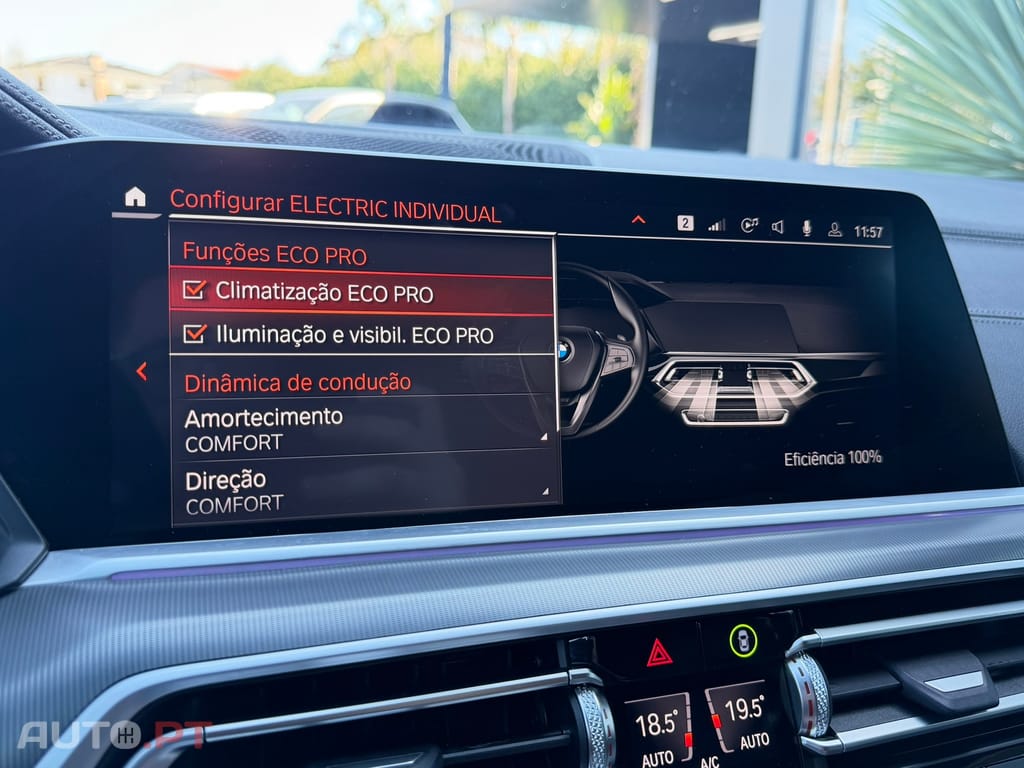 Configurar ELECTRIC INDIVIDUAL
2
11:57
Funções ECO PRO
Climatização ECO PRO
Iluminação e visibil. ECO PRO
Dinâmica de condução
Amortecimento
COMFORT
Direção
COMFORT
Eficiência 100%
18.5°
19.5°
AUTO
A/C
AUTO
AUTO.PT